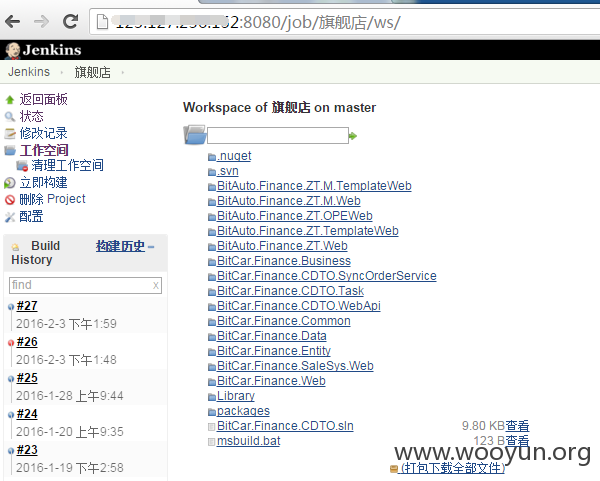 :8080/job/旗舰店/ws/
Jenkins
Jenkins 旗舰店
返回面板
状态
修改记录
工作空间
清理工作空间
立即构建
删除 Project
配置
Build History 构建历史
find x
#27
2016-2-3 下午1:59
#26
2016-2-3 下午1:48
#25
2016-1-28 上午9:44
#24
2016-1-20 上午9:35
#23
2016-1-19 下午2:58
Workspace of 旗舰店 on master
.nuget
.svn
BitAuto.Finance.ZT.M.TemplateWeb
BitAuto.Finance.ZT.M.Web
BitAuto.Finance.ZT.OPEWeb
BitAuto.Finance.ZT.TemplateWeb
BitAuto.Finance.ZT.Web
BitCar.Finance.Business
BitCar.Finance.CDTO.SyncOrderService
BitCar.Finance.CDTO.Task
BitCar.Finance.CDTO.WebApi
BitCar.Finance.Common
BitCar.Finance.Data
BitCar.Finance.Entity
BitCar.Finance.SaleSys.Web
BitCar.Finance.Web
Library
packages
BitCar.Finance.CDTO.sln 9.80 KB 查看
msbuild.bat 123 B 查看
(打包下载全部文件)
www.wooyun.org